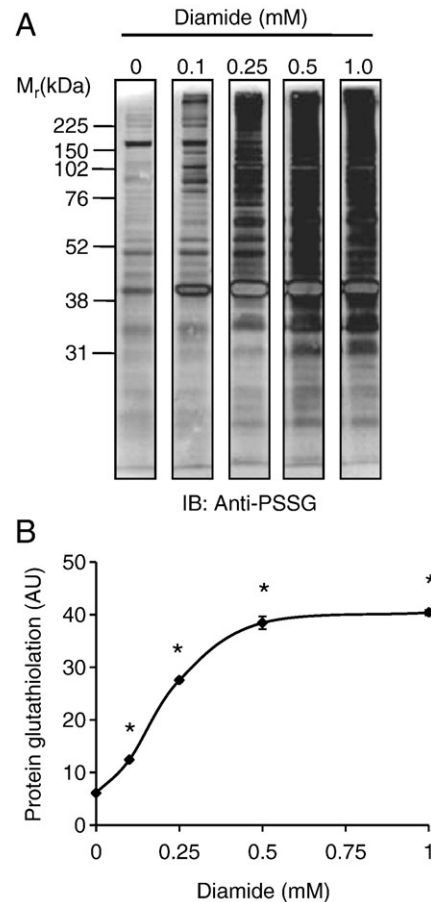 A
Diamide (mM)
0 0.1 0.25 0.5 1.0
Mr(kDa)
225
150
102
76
52
38
31
IB: Anti-PSSG
B
Protein glutathiolation (AU)
50
40
30
20
10
0
* * * *
0 0.25 0.5 0.75 1
Diamide (mM)